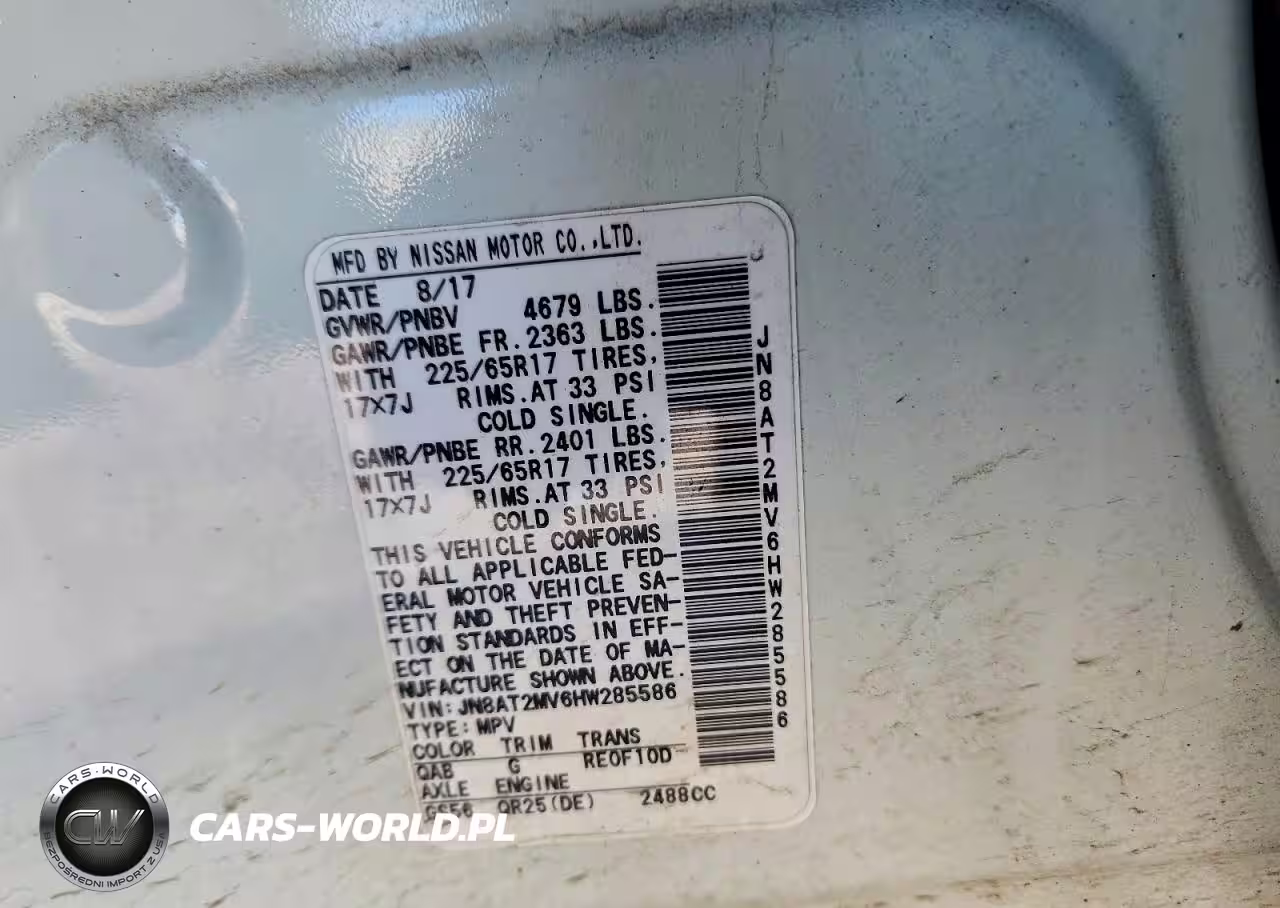 MFD BY NISSAN MOTOR CO.,LTD.
DATE 8/17
GVWR/PNBV 4679 LBS.
GAWR/PNBE FR. 2363 LBS.
WITH 225/65R17 TIRES,
17X7J RIMS.AT 33 PSI
COLD SINGLE.
GAWR/PNBE RR. 2401 LBS.
WITH 225/65R17 TIRES,
17X7J RIMS.AT 33 PSI
COLD SINGLE.
THIS VEHICLE CONFORMS
TO ALL APPLICABLE FED-
ERAL MOTOR VEHICLE SA-
FETY AND THEFT PREVEN-
TION STANDARDS IN EFF-
ECT ON THE DATE OF MA-
NUFACTURE SHOWN ABOVE.
VIN:JN8AT2MV6HW285586
TYPE:MPV
COLOR TRIM TRANS
QAB G RE0F10D
AXLE ENGINE
GS56 QR25(DE) 2488CC
J
JN8AT2MV6HW285586
CARS-WORLD
CW
BEZPOŚREDNI IMPORT Z USA
CARS-WORLD.PL